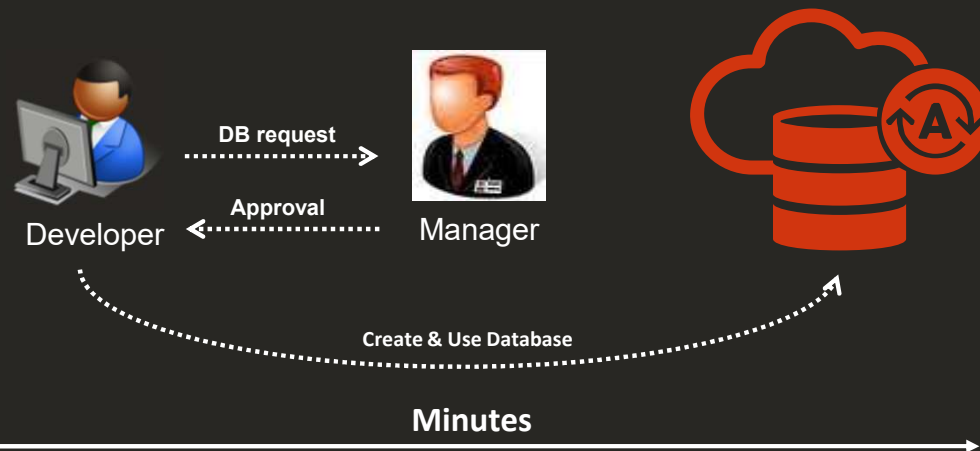 DB request
Approval
Developer
Manager
A
Create & Use Database
Minutes